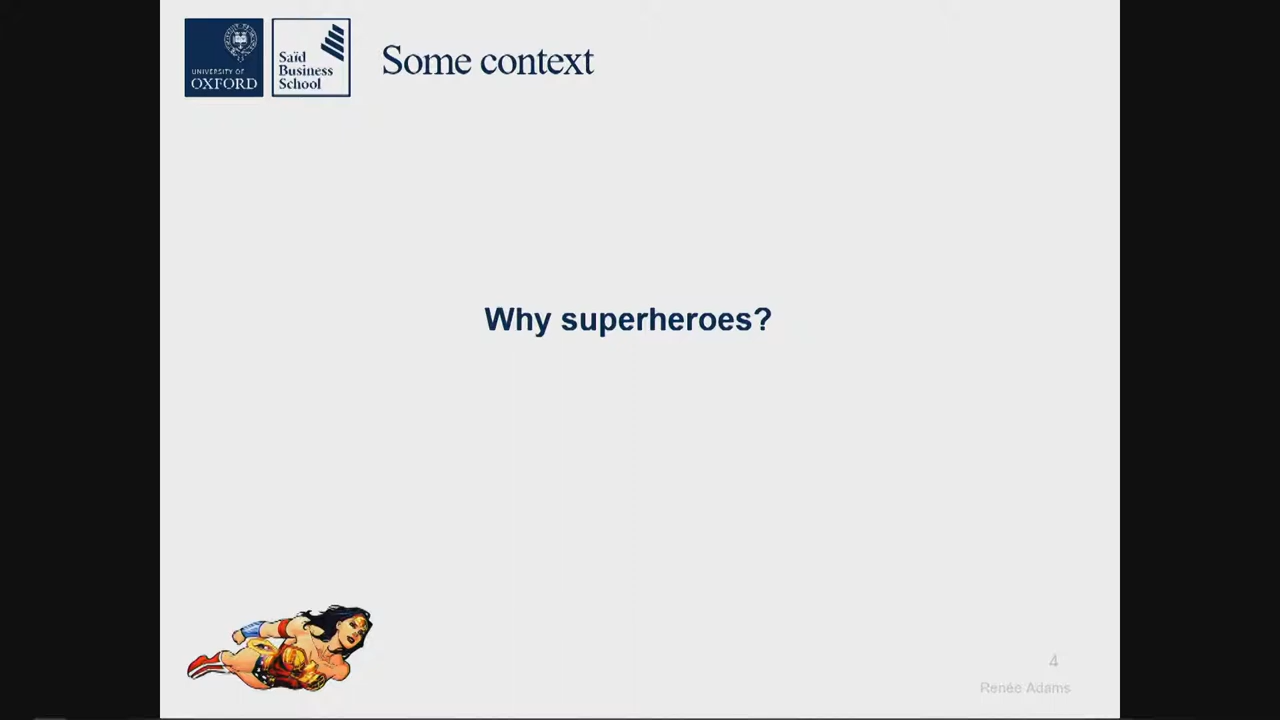 UNIVERSITY OF
OXFORD
Saïd
Business
School
Some context
Why superheroes?
4
Renée Adams